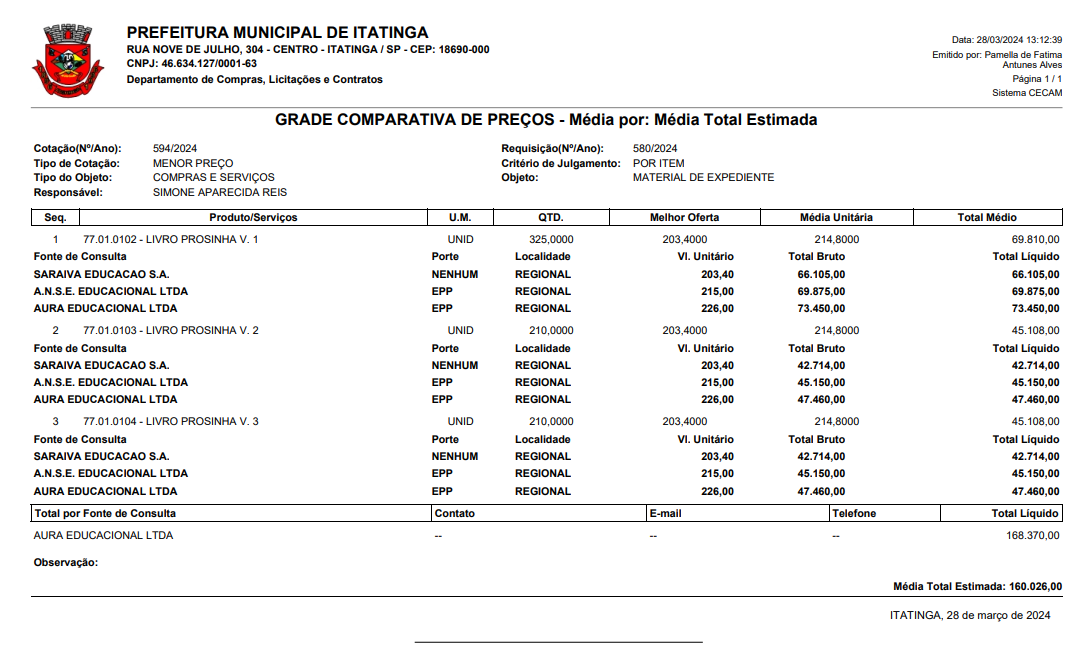 PREFEITURA MUNICIPAL DE ITATINGA
RUA NOVE DE JULHO, 304 - CENTRO - ITATINGA / SP - CEP: 18690-000
CNPJ: 46.634.127/0001-63
Departamento de Compras, Licitações e Contratos
Data: 28/03/2024 13:12:39
Emitido por: Pamella de Fatima
Antunes Alves
Página 1 / 1
Sistema CECAM
GRADE COMPARATIVA DE PREÇOS - Média por: Média Total Estimada
Cotação(Nº/Ano): 594/2024 Requisição(Nº/Ano): 580/2024
Tipo de Cotação: MENOR PREÇO Critério de Julgamento: POR ITEM
Tipo do Objeto: COMPRAS E SERVIÇOS Objeto: MATERIAL DE EXPEDIENTE
Responsável: SIMONE APARECIDA REIS
Seq. Produto/Serviços U.M. QTD. Melhor Oferta Média Unitária Total Médio
1 77.01.0102 - LIVRO PROSINHA V. 1 UNID 325,0000 203,4000 214,8000 69.810,00
Fonte de Consulta Porte Localidade Vl. Unitário Total Bruto Total Líquido
SARAIVA EDUCACAO S.A. NENHUM REGIONAL 203,40 66.105,00 66.105,00
A.N.S.E. EDUCACIONAL LTDA EPP REGIONAL 215,00 69.875,00 69.875,00
AURA EDUCACIONAL LTDA EPP REGIONAL 226,00 73.450,00 73.450,00
2 77.01.0103 - LIVRO PROSINHA V. 2 UNID 210,0000 203,4000 214,8000 45.108,00
Fonte de Consulta Porte Localidade Vl. Unitário Total Bruto Total Líquido
SARAIVA EDUCACAO S.A. NENHUM REGIONAL 203,40 42.714,00 42.714,00
A.N.S.E. EDUCACIONAL LTDA EPP REGIONAL 215,00 45.150,00 45.150,00
AURA EDUCACIONAL LTDA EPP REGIONAL 226,00 47.460,00 47.460,00
3 77.01.0104 - LIVRO PROSINHA V. 3 UNID 210,0000 203,4000 214,8000 45.108,00
Fonte de Consulta Porte Localidade Vl. Unitário Total Bruto Total Líquido
SARAIVA EDUCACAO S.A. NENHUM REGIONAL 203,40 42.714,00 42.714,00
A.N.S.E. EDUCACIONAL LTDA EPP REGIONAL 215,00 45.150,00 45.150,00
AURA EDUCACIONAL LTDA EPP REGIONAL 226,00 47.460,00 47.460,00
Total por Fonte de Consulta Contato E-mail Telefone Total Líquido
AURA EDUCACIONAL LTDA -- -- -- 168.370,00
Observação:
Média Total Estimada: 160.026,00
ITATINGA, 28 de março de 2024